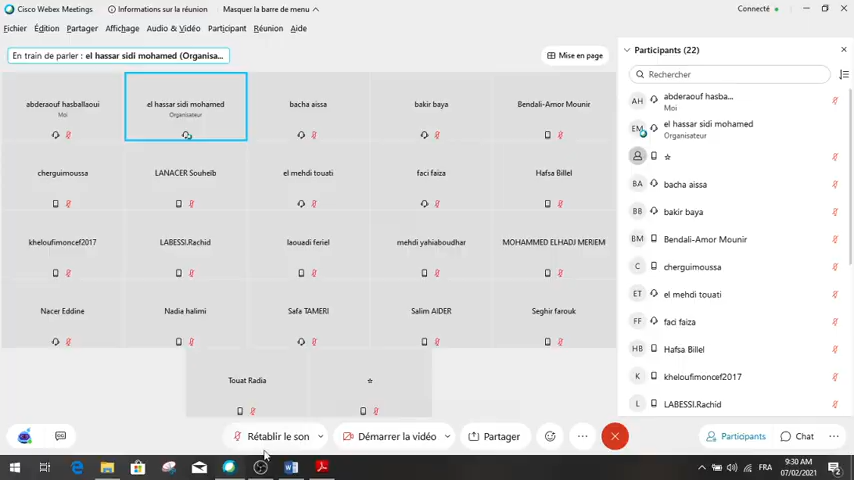 Cisco Webex Meetings
Informations sur la réunion
Masquer la barre de menu
Connecté
Fichier Édition Partager Affichage Audio & Vidéo Participant Réunion Aide
En train de parler : el hassar sidi mohamed (Organisa...
Mise en page
abderaouf hasballaoui
Moi
el hassar sidi mohamed
Organisateur
bacha aissa
bakir baya
Bendali-Amor Mounir
cherguimoussa
LANACER Souheïb
el mehdi touati
faci faiza
Hafsa Billel
kheloufimoncef2017
LABESSI.Rachid
laouadi feriel
mehdi yahiaboudhar
MOHAMMED ELHADJ MERIEM
Nacer Eddine
Nadia halimi
Safa TAMERI
Salim AIDER
Seghir farouk
Touat Radia
☆
Rétablir le son
Démarrer la vidéo
Partager
Participants (22)
Rechercher
AH abderaouf hasba...
Moi
EM el hassar sidi mohamed
Organisateur
☆
BA bacha aissa
BB bakir baya
BM Bendali-Amor Mounir
C cherguimoussa
ET el mehdi touati
FF faci faiza
HB Hafsa Billel
K kheloufimoncef2017
L LABESSI.Rachid
Participants
Chat
FRA
9:30 AM
07/02/2021
2